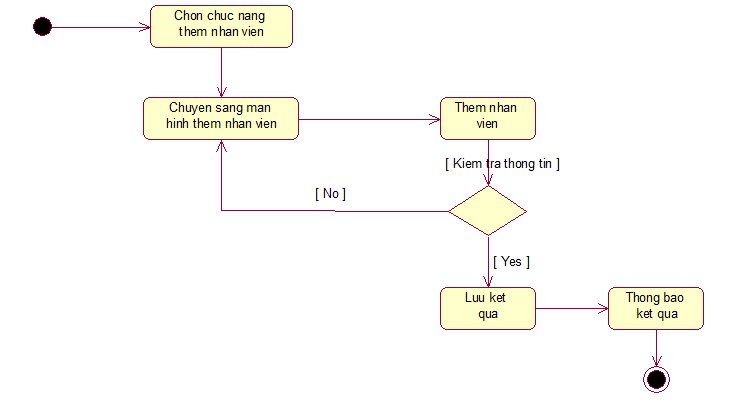 Chon chuc nang
them nhan vien
Chuyen sang man
hinh them nhan vien
Them nhan
vien
[ Kiem tra thong tin ]
[ No ]
[ Yes ]
Luu ket
qua
Thong bao
ket qua